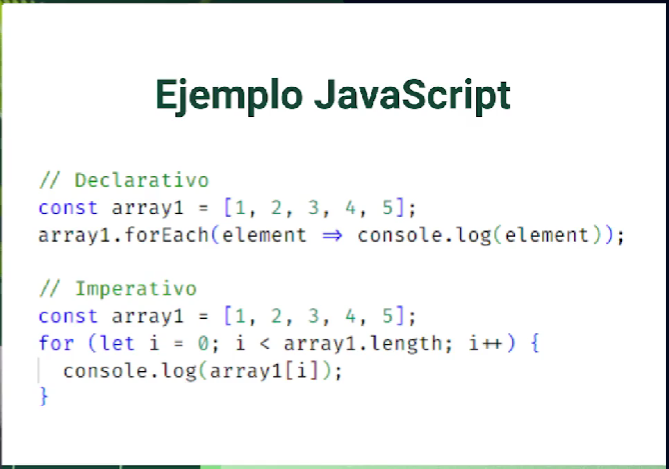 Ejemplo JavaScript
// Declarativo
const array1 = [1, 2, 3, 4, 5];
array1.forEach(element => console.log(element));
// Imperativo
const array1 = [1, 2, 3, 4, 5];
for (let i = 0; i < array1.length; i++) {
console.log(array1[i]);
}